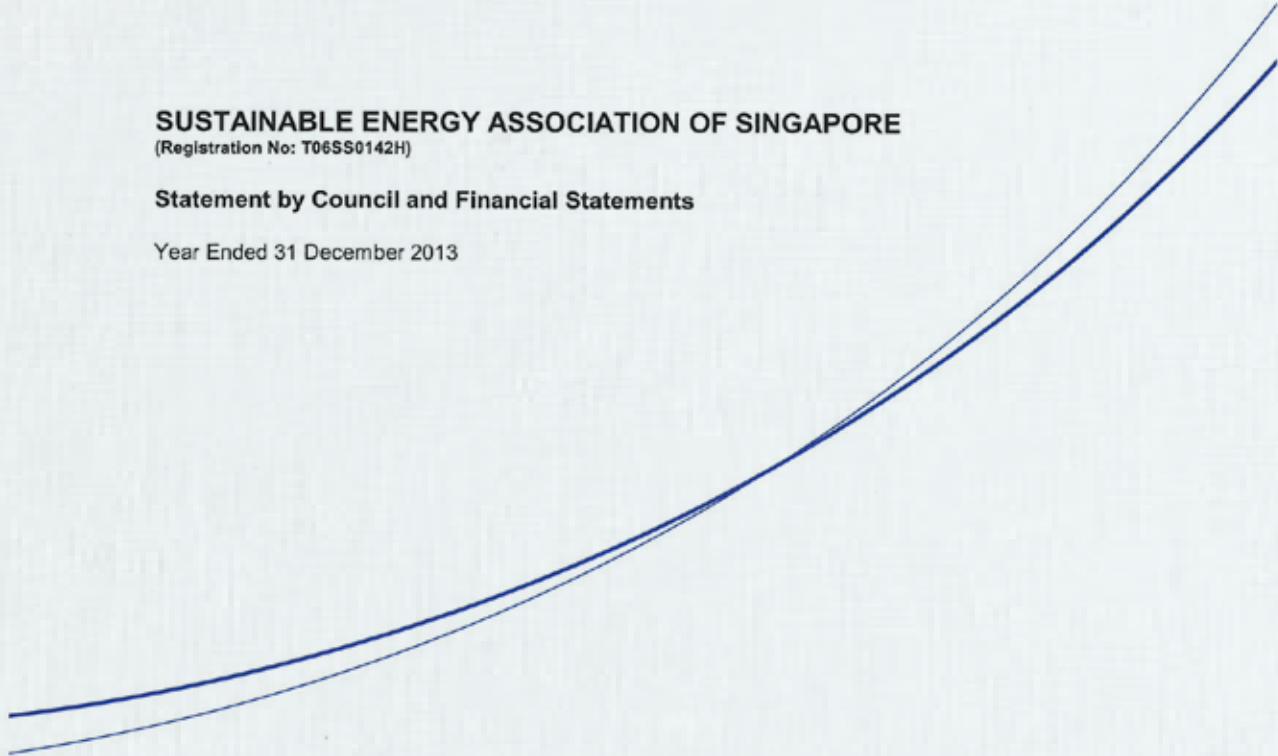 SUSTAINABLE ENERGY ASSOCIATION OF SINGAPORE
(Registration No: T06SS0142H)
Statement by Council and Financial Statements
Year Ended 31 December 2013